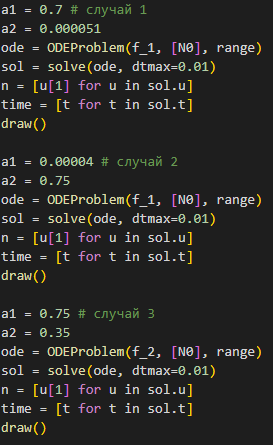 a1 = 0.7 # случай 1
a2 = 0.000051
ode = ODEProblem(f_1, [N0], range)
sol = solve(ode, dtmax=0.01)
n = [u[1] for u in sol.u]
time = [t for t in sol.t]
draw()

a1 = 0.00004 # случай 2
a2 = 0.75
ode = ODEProblem(f_1, [N0], range)
sol = solve(ode, dtmax=0.01)
n = [u[1] for u in sol.u]
time = [t for t in sol.t]
draw()

a1 = 0.75 # случай 3
a2 = 0.35
ode = ODEProblem(f_2, [N0], range)
sol = solve(ode, dtmax=0.01)
n = [u[1] for u in sol.u]
time = [t for t in sol.t]
draw()